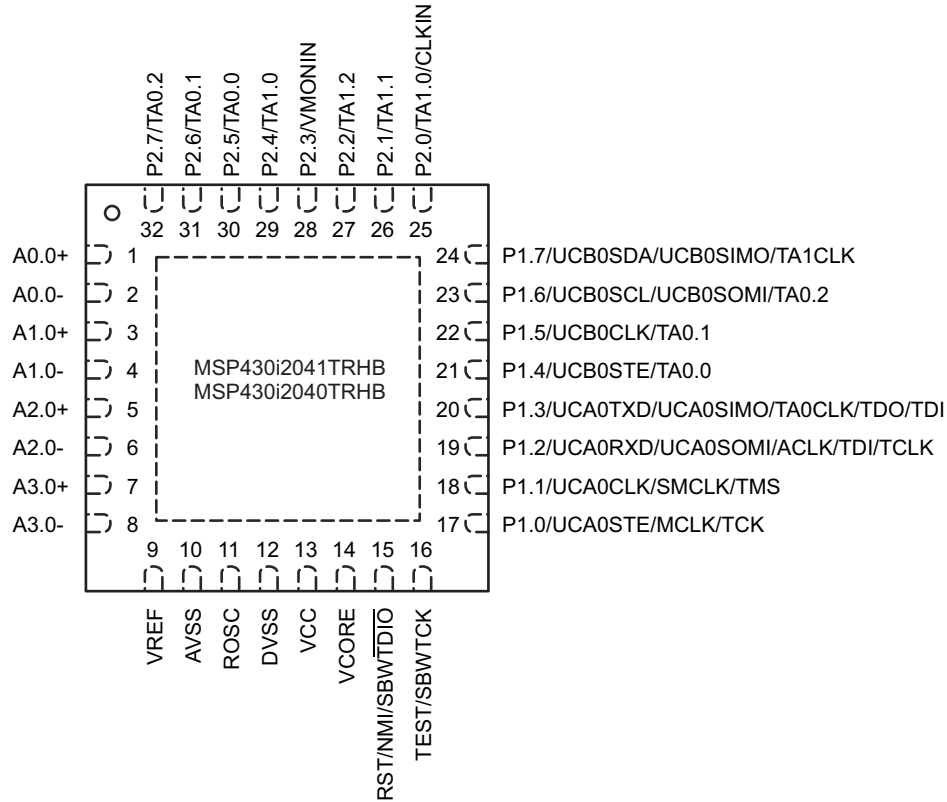 P2.7/TA0.2
P2.6/TA0.1
P2.5/TA0.0
P2.4/TA1.0
P2.3/VMONIN
P2.2/TA1.2
P2.1/TA1.1
P2.0/TA1.0/CLKIN
32 31 30 29 28 27 26 25
A0.0+ 1
A0.0- 2
A1.0+ 3
A1.0- 4
A2.0+ 5
A2.0- 6
A3.0+ 7
A3.0- 8
MSP430i2041TRHB
MSP430i2040TRHB
24 P1.7/UCB0SDA/UCB0SIMO/TA1CLK
23 P1.6/UCB0SCL/UCB0SOMI/TA0.2
22 P1.5/UCB0CLK/TA0.1
21 P1.4/UCB0STE/TA0.0
20 P1.3/UCA0TXD/UCA0SIMO/TA0CLK/TDO/TDI
19 P1.2/UCA0RXD/UCA0SOMI/ACLK/TDI/TCLK
18 P1.1/UCA0CLK/SMCLK/TMS
17 P1.0/UCA0STE/MCLK/TCK
9 10 11 12 13 14 15 16
VREF
AVSS
ROSC
DVSS
VCC
VCORE
RST/NMI/SBWTDIO
TEST/SBWTCK